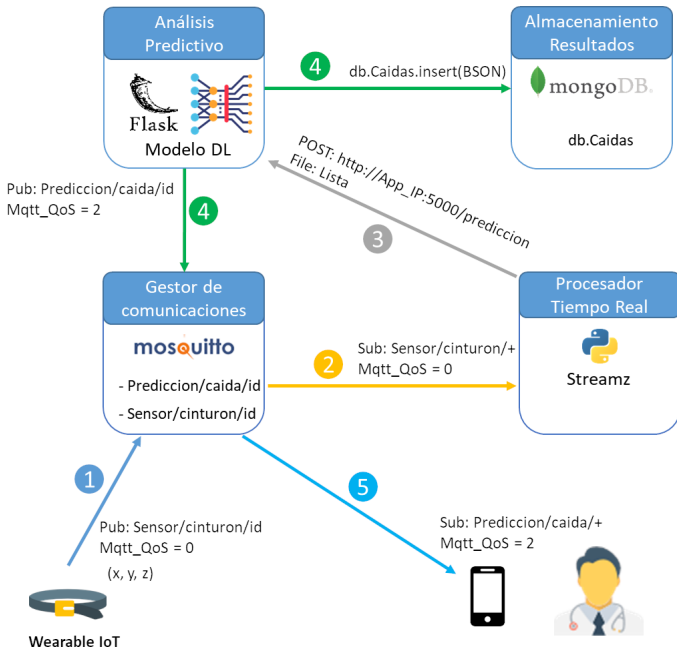 Análisis
Predictivo
Flask
Modelo DL
4
db.Caidas.insert(BSON)
Almacenamiento
Resultados
mongoDB.
db.Caidas
POST: http://App_IP:5000/prediccion
File: Lista
3
Pub: Prediccion/caida/id
Mqtt_QoS = 2
4
Gestor de
comunicaciones
mosquitto
- Prediccion/caida/id
- Sensor/cinturon/id
Sub: Sensor/cinturon/+
Mqtt_QoS = 0
2
Procesador
Tiempo Real
Streamz
1
Pub: Sensor/cinturon/id
Mqtt_QoS = 0
(x, y, z)
Wearable IoT
5
Sub: Prediccion/caida/+
Mqtt_QoS = 2